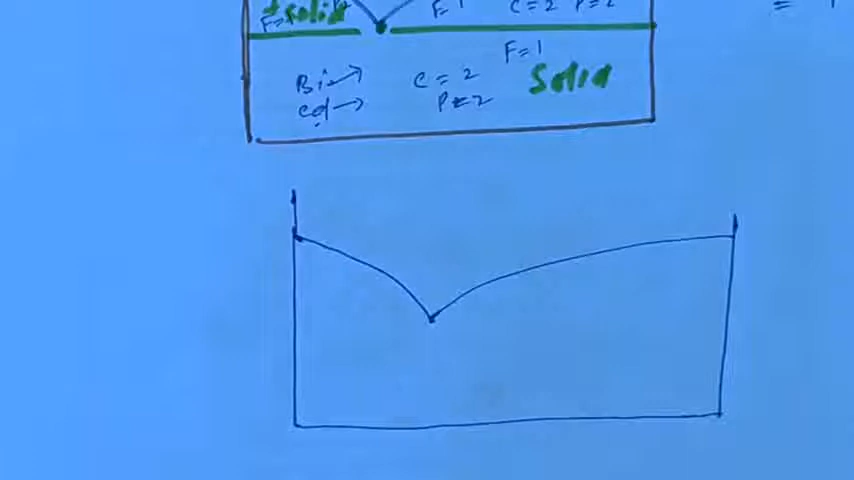 solid
F=1 C=2 P=2
F=1
Bi→ C=2 Solid
Cd→ P=2